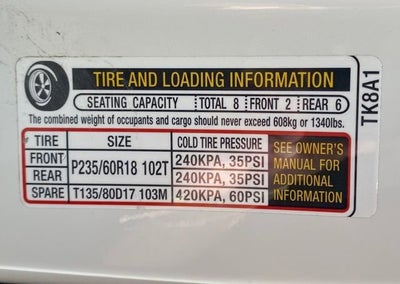 TIRE AND LOADING INFORMATION
SEATING CAPACITY TOTAL 8 FRONT 2 REAR 6
The combined weight of occupants and cargo should never exceed 608kg or 1340lbs.
TIRE SIZE COLD TIRE PRESSURE
FRONT P235/60R18 102T 240KPA, 35PSI
REAR 240KPA, 35PSI
SPARE T135/80D17 103M 420KPA, 60PSI
SEE OWNER'S
MANUAL FOR
ADDITIONAL
INFORMATION
TK8A1